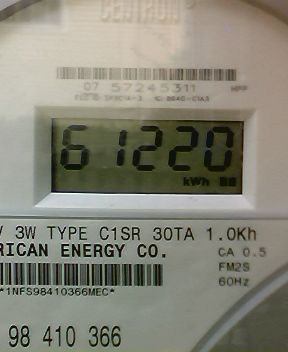 CENTRON
07 57245311
61220
kWh
V 3W TYPE C1SR 30TA 1.0Kh
RICAN ENERGY CO.
CA 0.5
FM2S
60Hz
*1NFS98410366MEC*
98 410 366